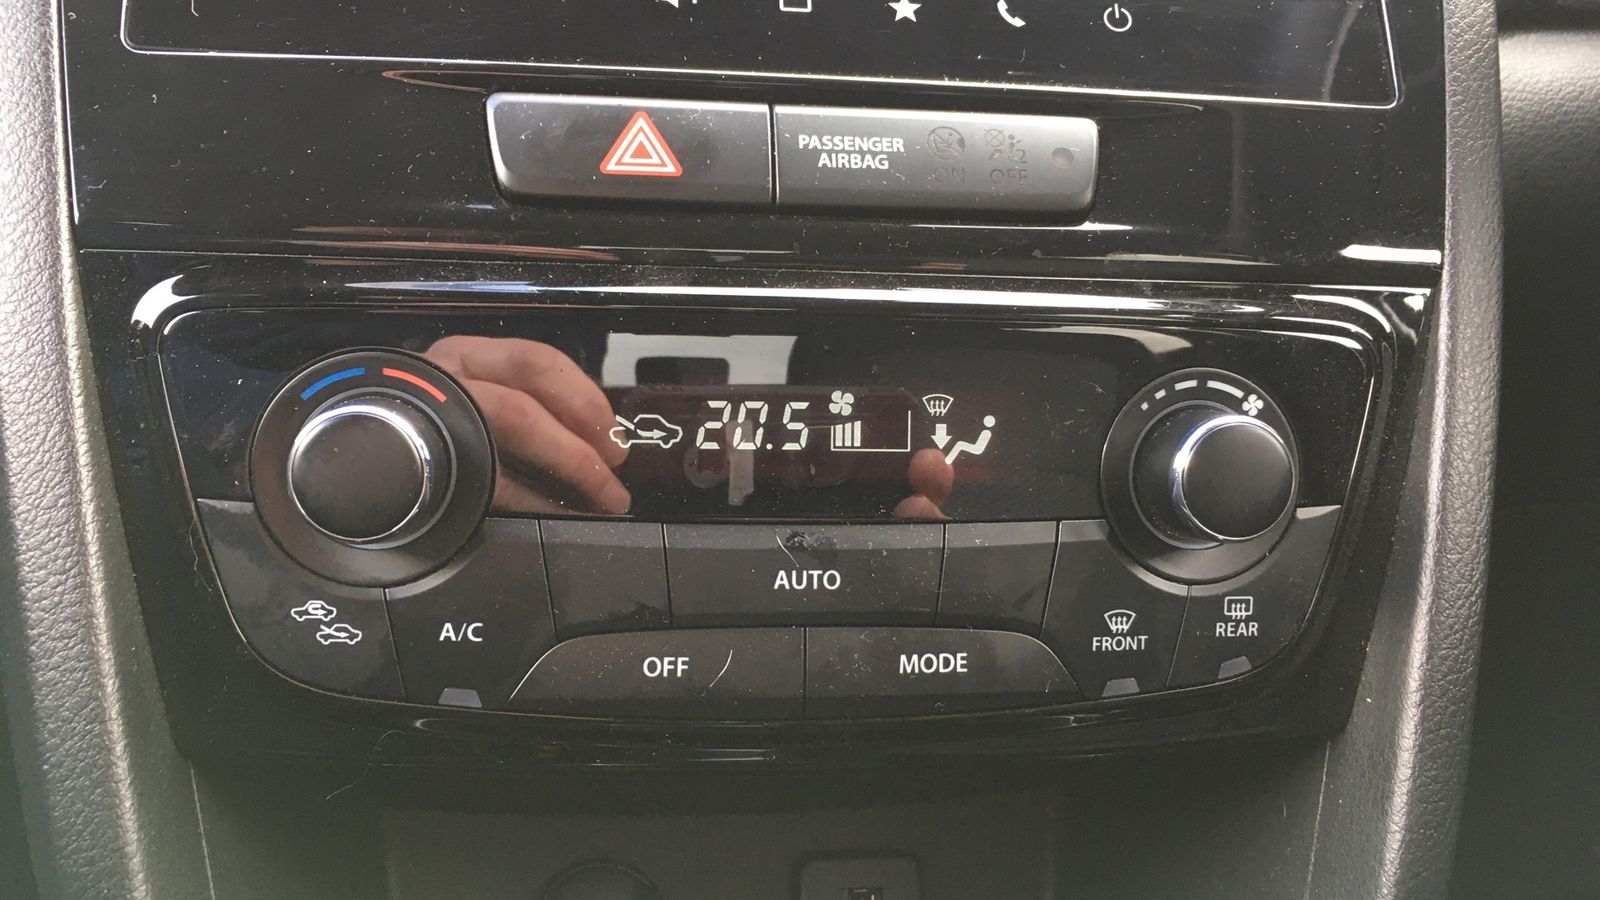 PASSENGER
AIRBAG
ON OFF
20.5
AUTO
A/C
OFF
MODE
FRONT
REAR